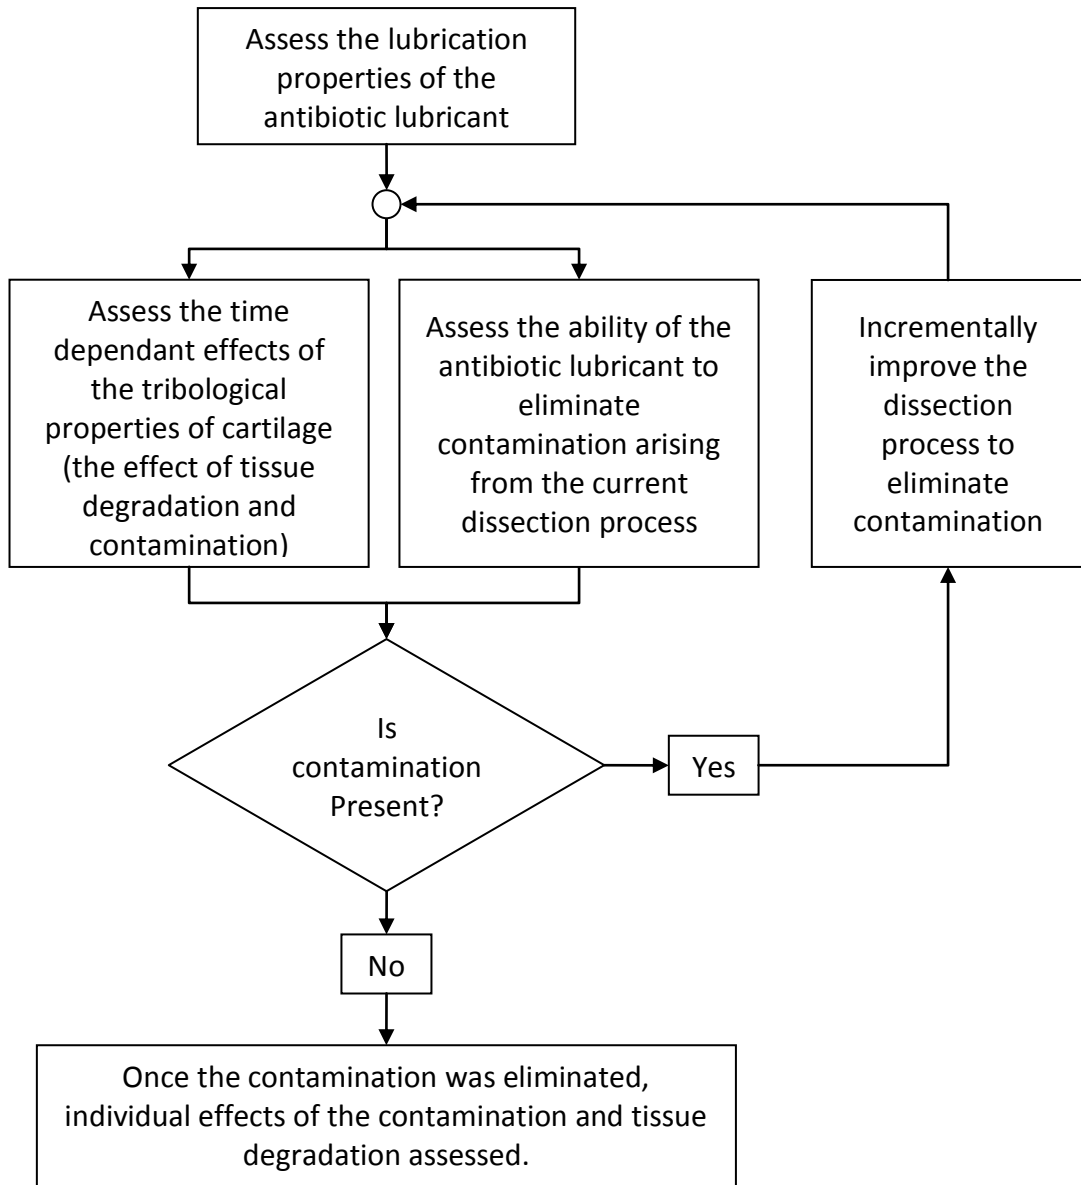 Assess the lubrication
properties of the
antibiotic lubricant
Assess the time
dependant effects of
the tribological
properties of cartilage
(the effect of tissue
degradation and
contamination)
Assess the ability of the
antibiotic lubricant to
eliminate
contamination arising
from the current
dissection process
Incrementally
improve the
dissection
process to
eliminate
contamination
Is
contamination
Present?
Yes
No
Once the contamination was eliminated,
individual effects of the contamination and tissue
degradation assessed.